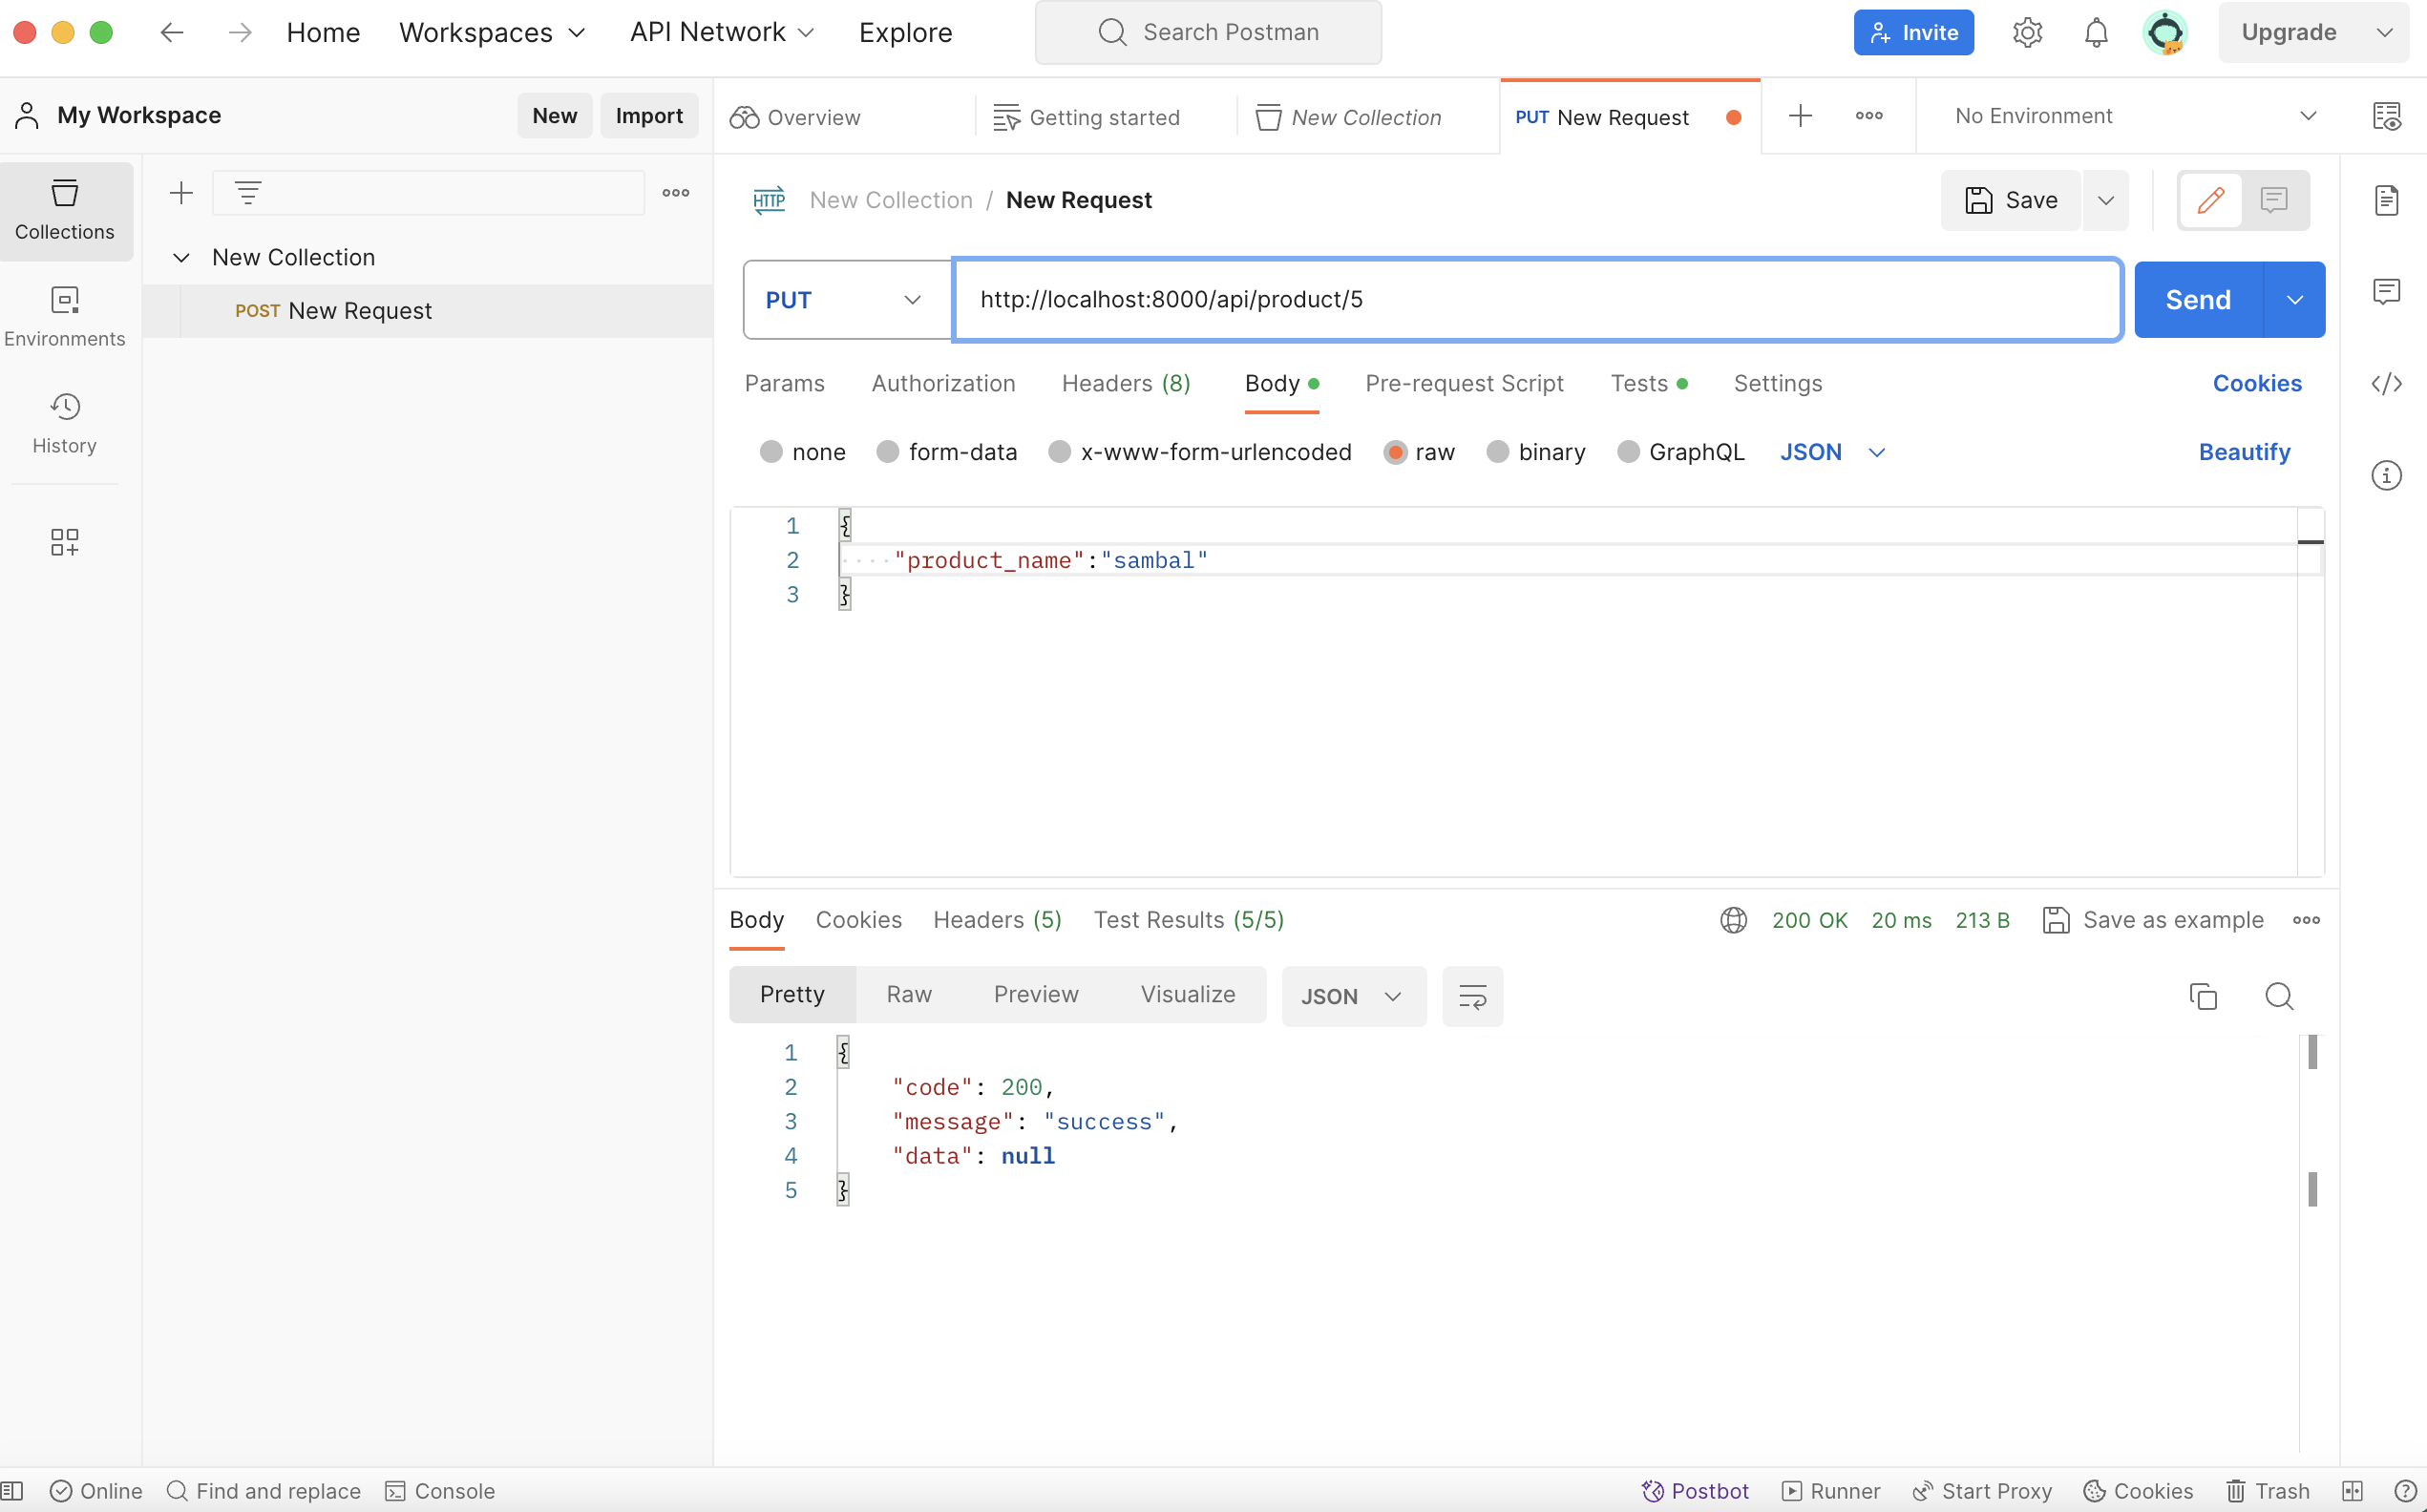 Home Workspaces API Network Explore Search Postman Invite Upgrade
My Workspace New Import Overview Getting started New Collection PUT New Request No Environment
Collections
Environments
History
New Collection
POST New Request
HTTP New Collection / New Request Save
PUT http://localhost:8000/api/product/5 Send
Params Authorization Headers (8) Body Pre-request Script Tests Settings Cookies
none form-data x-www-form-urlencoded raw binary GraphQL JSON Beautify
1 {
2 "product_name":"sambal"
3 }
Body Cookies Headers (5) Test Results (5/5) 200 OK 20 ms 213 B Save as example
Pretty Raw Preview Visualize JSON
1 {
2 "code": 200,
3 "message": "success",
4 "data": null
5 }
Online Find and replace Console Postbot Runner Start Proxy Cookies Trash